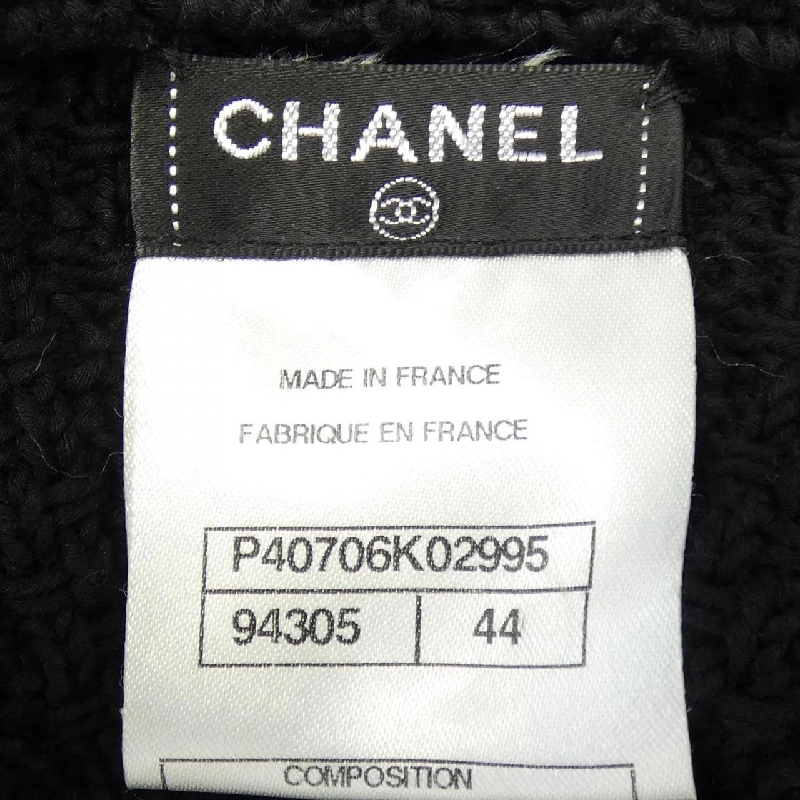 CHANEL
MADE IN FRANCE
FABRIQUE EN FRANCE
P40706K02995
94305 44
COMPOSITION